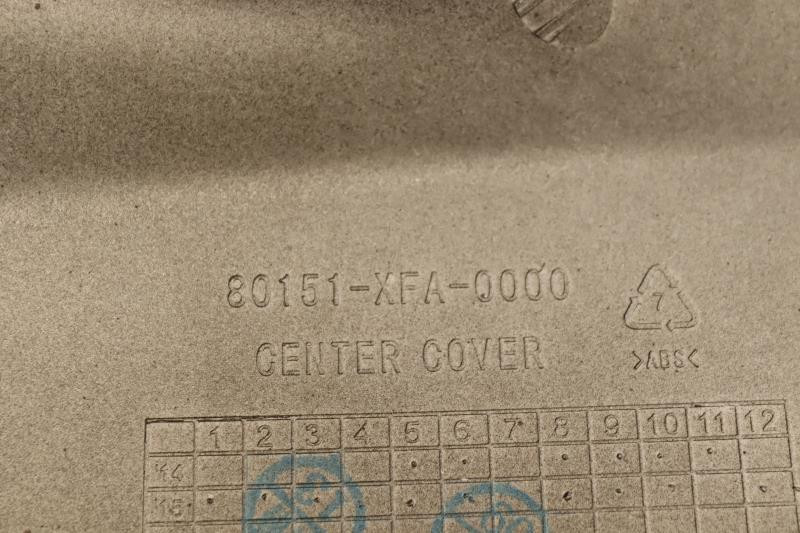 80151-XFA-0000
7
CENTER COVER
>ABS<
1 2 3 4 5 6 7 8 9 10 11 12
14
15